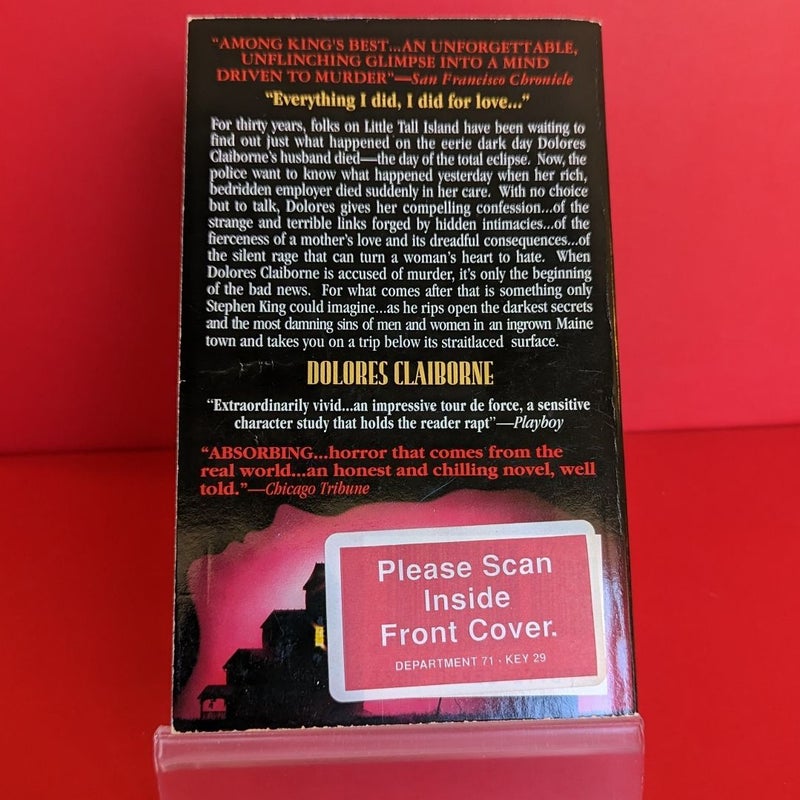 “AMONG KING'S BEST...AN UNFORGETTABLE,
UNFLINCHING GLIMPSE INTO A MIND
DRIVEN TO MURDER”—San Francisco Chronicle
“Everything I did, I did for love...”
For thirty years, folks on Little Tall Island have been waiting to
find out just what happened on the eerie dark day Dolores
Claiborne's husband died—the day of the total eclipse. Now, the
police want to know what happened yesterday when her rich,
bedridden employer died suddenly in her care. With no choice
but to talk, Dolores gives her compelling confession...of the
strange and terrible links forged by hidden intimacies...of the
fierceness of a mother's love and its dreadful consequences...of
the silent rage that can turn a woman's heart to hate. When
Dolores Claiborne is accused of murder, it's only the beginning
of the bad news. For what comes after that is something only
Stephen King could imagine...as he rips open the darkest secrets
and the most damning sins of men and women in an ingrown Maine
town and takes you on a trip below its straitlaced surface.
DOLORES CLAIBORNE
“Extraordinarily vivid...an impressive tour de force, a sensitive
character study that holds the reader rapt”—Playboy
“ABSORBING...horror that comes from the
real world...an honest and chilling novel, well
told.”—Chicago Tribune
Please Scan
Inside
Front Cover.
DEPARTMENT 71 · KEY 29